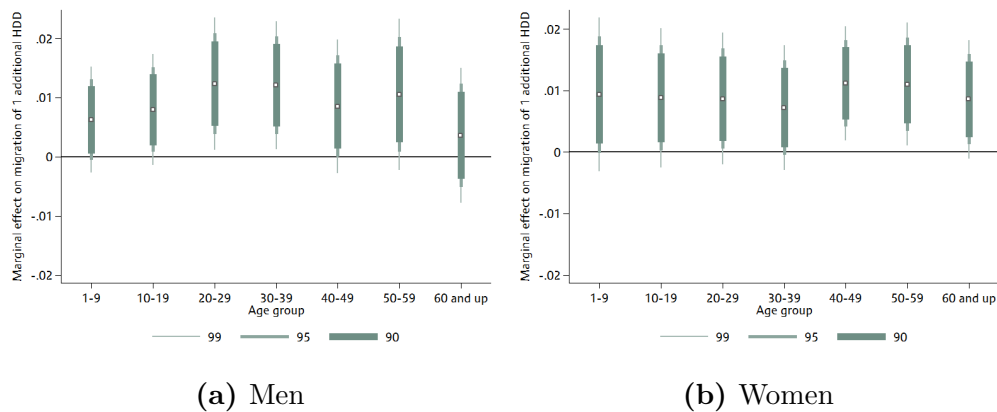 Marginal effect on migration of 1 additional HDD
.02
.01
0
-.01
-.02
1-9 10-19 20-29 30-39 40-49 50-59 60 and up
Age group
99 95 90
(a) Men
Marginal effect on migration of 1 additional HDD
.02
.01
0
-.01
-.02
1-9 10-19 20-29 30-39 40-49 50-59 60 and up
Age group
99 95 90
(b) Women